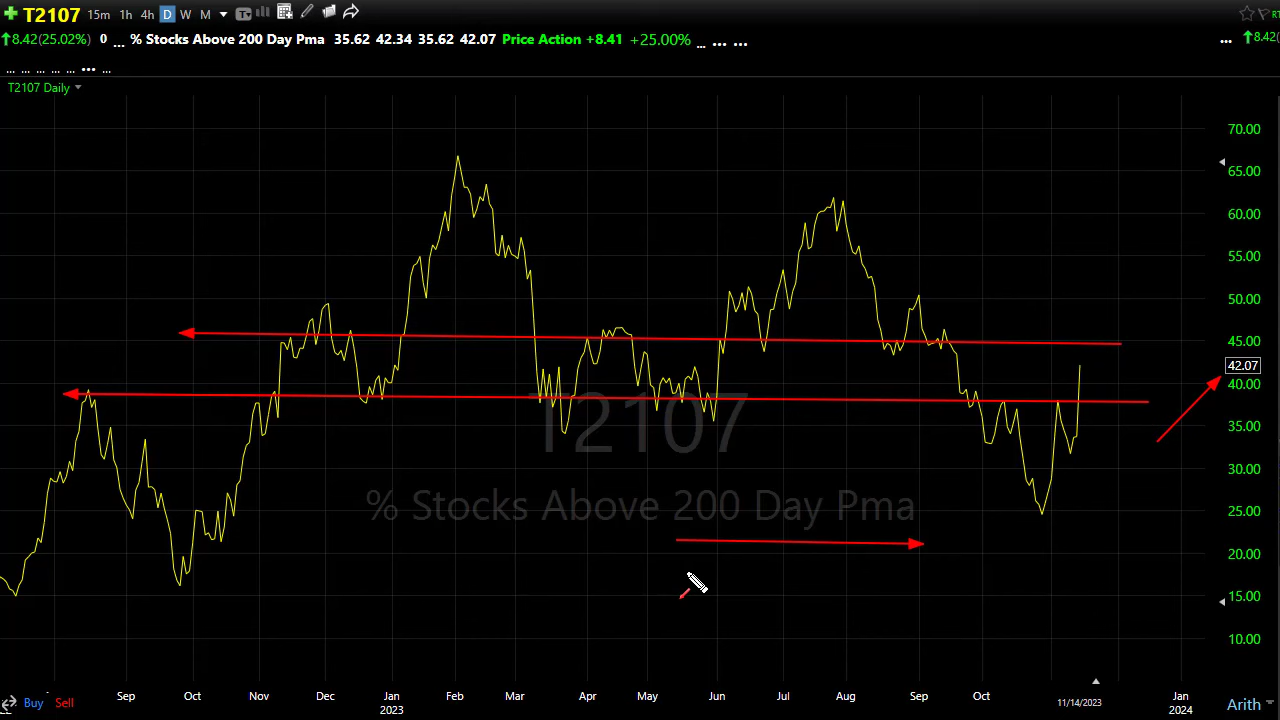 T2107 15m 1h 4h D W M T
8.42(25.02%) 0 ... % Stocks Above 200 Day Pma 35.62 42.34 35.62 42.07 Price Action +8.41 +25.00% ... ... ... ... 8.42(
... ... ... ... ... ... ...
T2107 Daily
70.00
65.00
60.00
55.00
50.00
45.00
42.07
40.00
35.00
30.00
25.00
20.00
15.00
10.00
T2107
% Stocks Above 200 Day Pma
Sep Oct Nov Dec Jan Feb Mar Apr May Jun Jul Aug Sep Oct 11/14/2023 Jan
2023 2024
Buy Sell Arith